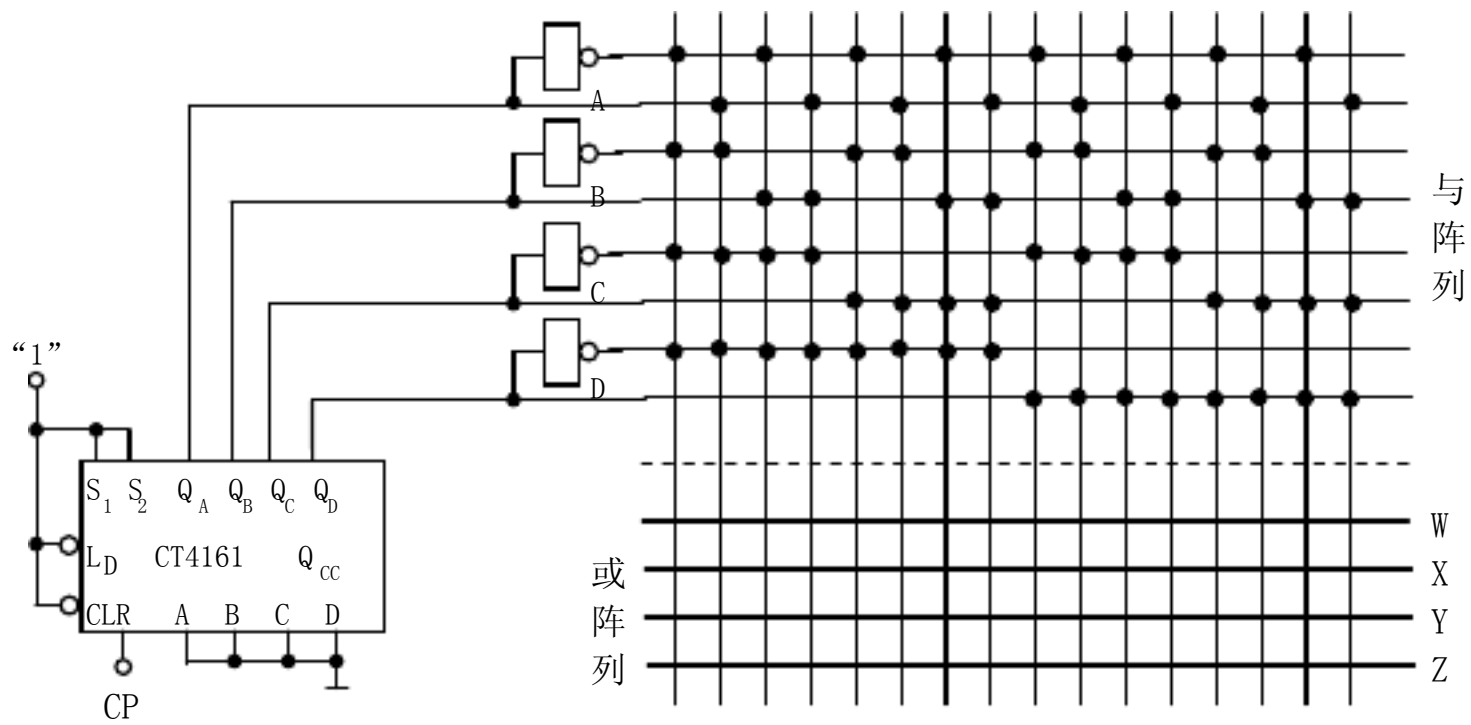 A
B
C
D
与
阵
列
“1”
S1 S2 QA QB QC QD
LD CT4161 QCC
CLR A B C D
CP
或
阵
列
W
X
Y
Z